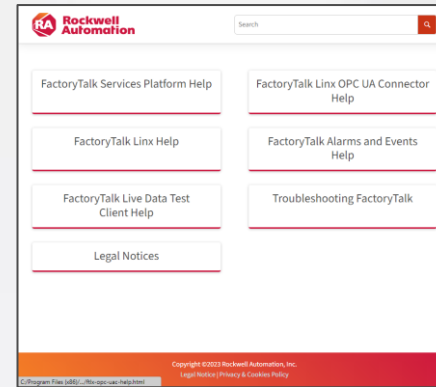 RA
Rockwell
Automation
Search
FactoryTalk Services Platform Help
FactoryTalk Linx OPC UA Connector
Help
FactoryTalk Linx Help
FactoryTalk Alarms and Events
Help
FactoryTalk Live Data Test
Client Help
Troubleshooting FactoryTalk
Legal Notices
Copyright ©2023 Rockwell Automation, Inc.
Legal Notice | Privacy & Cookies Policy
C:/Program Files (x86)/.../ftlx-opc-uac-help.html